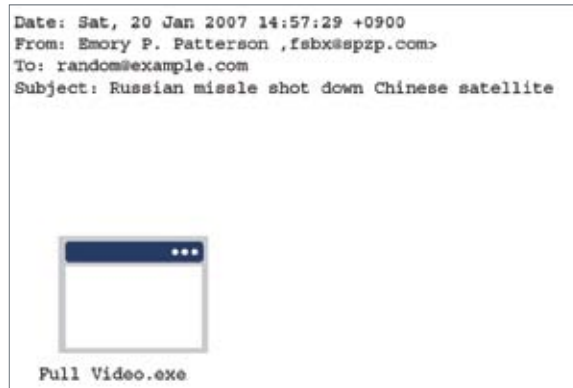 Date: Sat, 20 Jan 2007 14:57:29 +0900
From: Emory P. Patterson ,fsbx@spzp.com>
To: random@example.com
Subject: Russian missle shot down Chinese satellite
Full Video.exe